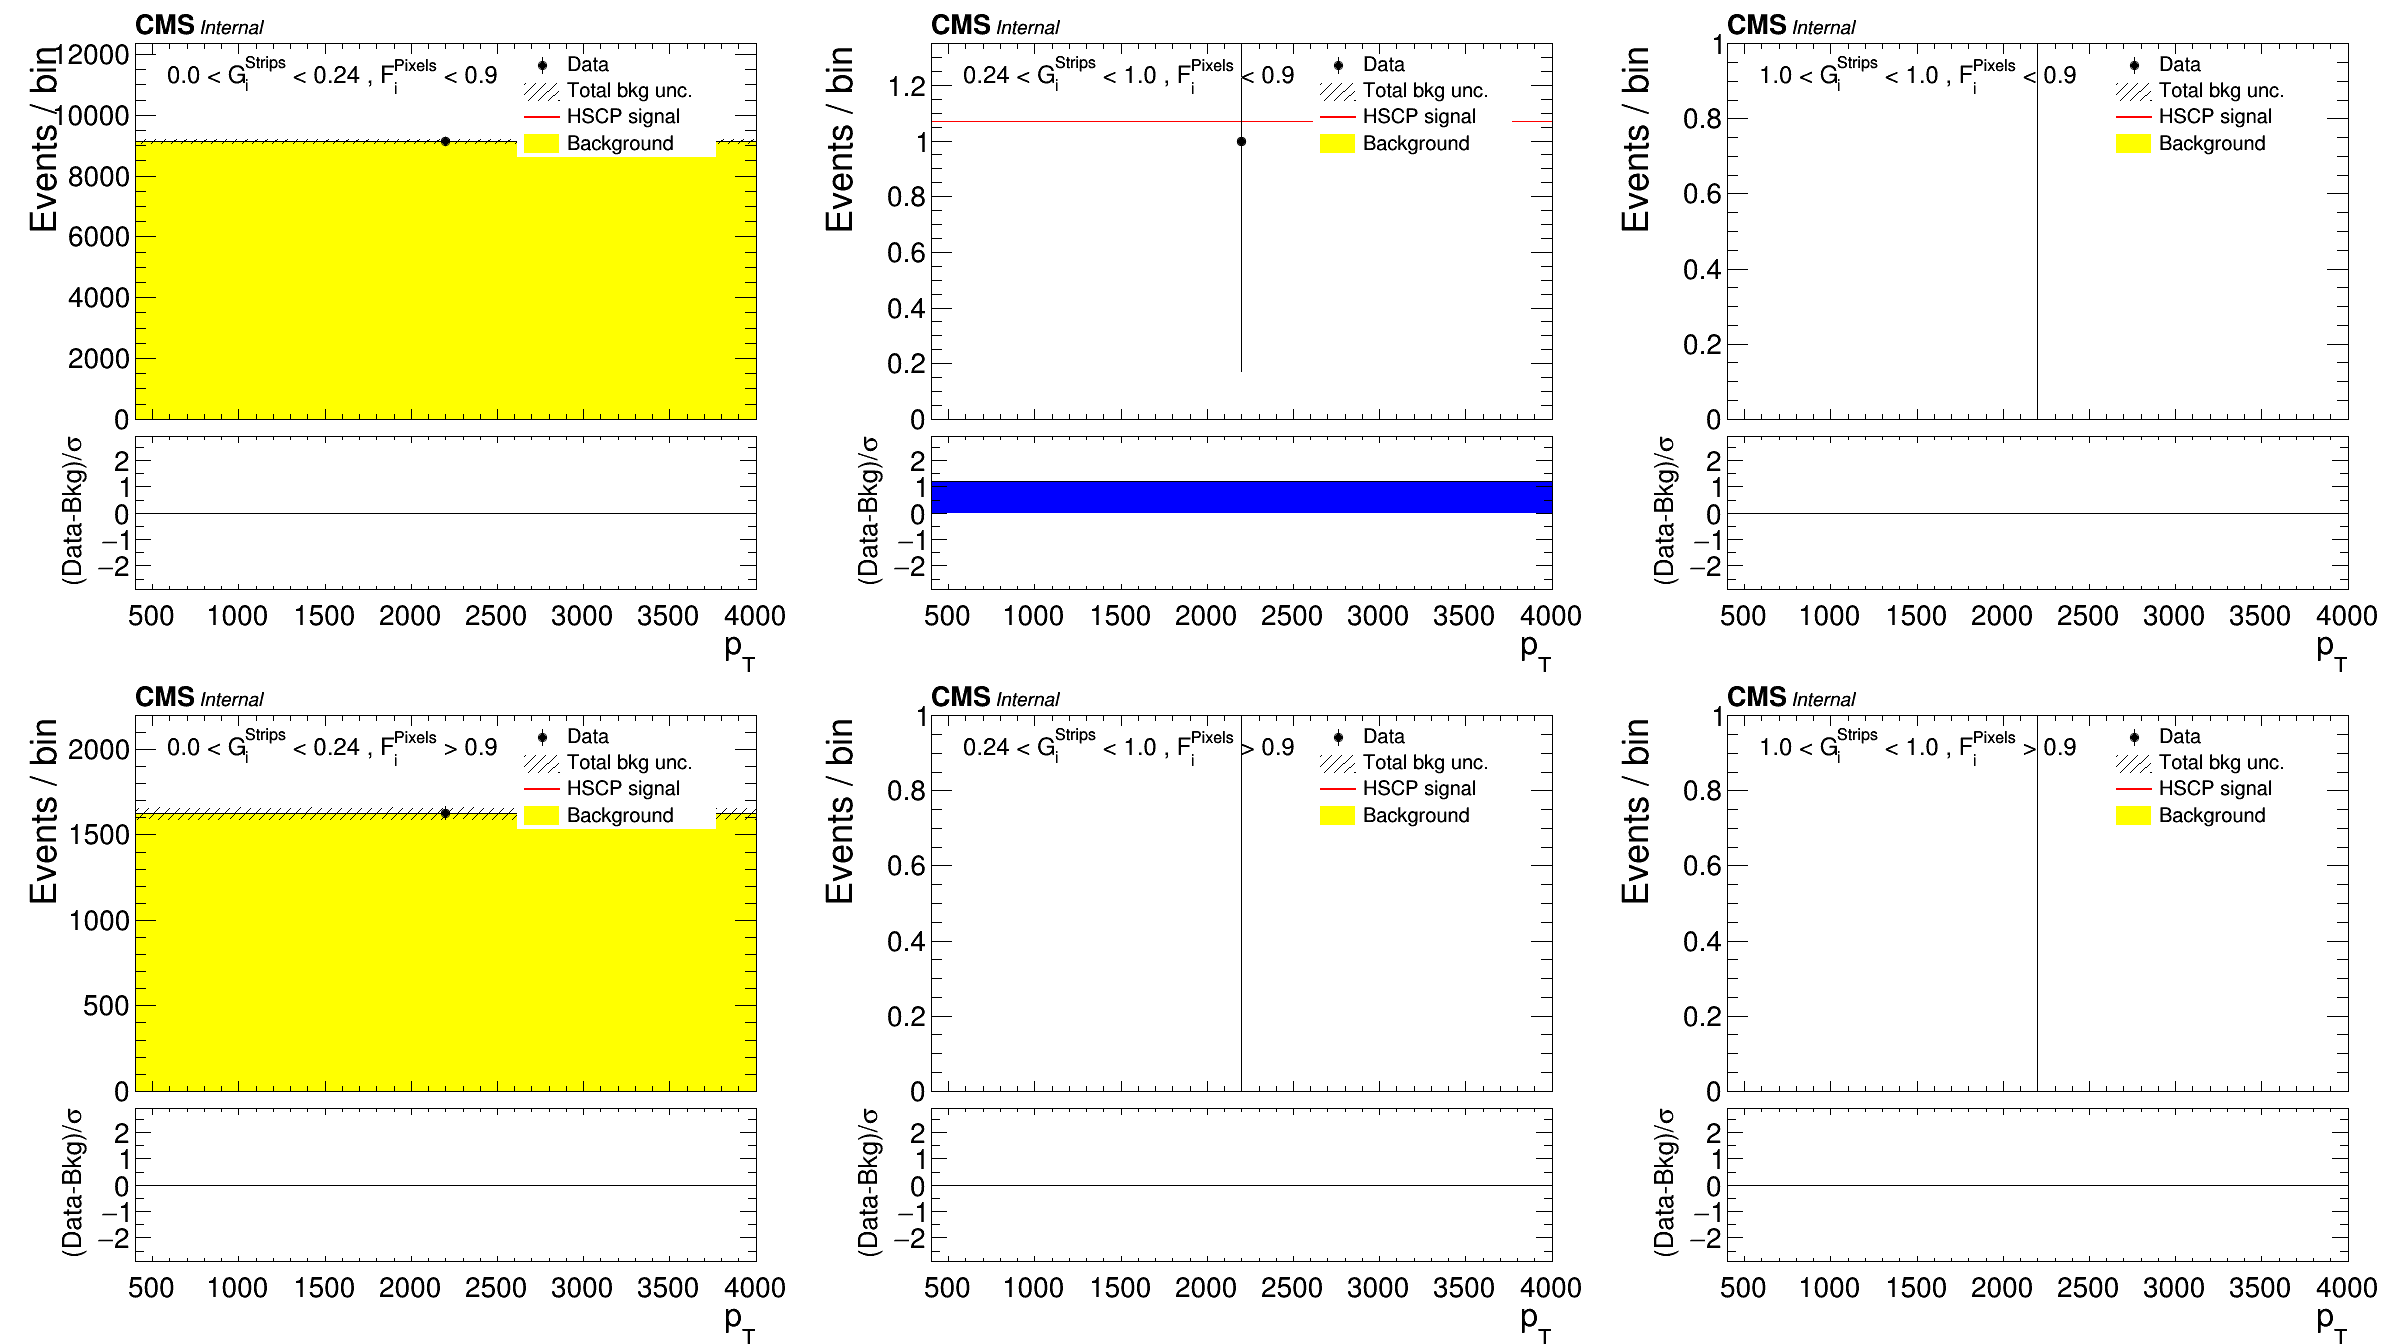 CMS Internal
Events / bin
12000
10000
8000
6000
4000
2000
0
0.0 < G_i^Strips < 0.24 , F_i^Pixels < 0.9
Data
Total bkg unc.
HSCP signal
Background
(Data-Bkg)/σ
2
1
0
−1
−2
500 1000 1500 2000 2500 3000 3500 4000
p_T
CMS Internal
Events / bin
1.2
1
0.8
0.6
0.4
0.2
0
0.24 < G_i^Strips < 1.0 , F_i^Pixels < 0.9
Data
Total bkg unc.
HSCP signal
Background
(Data-Bkg)/σ
2
1
0
−1
−2
500 1000 1500 2000 2500 3000 3500 4000
p_T
CMS Internal
Events / bin
1
0.8
0.6
0.4
0.2
0
1.0 < G_i^Strips < 1.0 , F_i^Pixels < 0.9
Data
Total bkg unc.
HSCP signal
Background
(Data-Bkg)/σ
2
1
0
−1
−2
500 1000 1500 2000 2500 3000 3500 4000
p_T
CMS Internal
Events / bin
2000
1500
1000
500
0
0.0 < G_i^Strips < 0.24 , F_i^Pixels > 0.9
Data
Total bkg unc.
HSCP signal
Background
(Data-Bkg)/σ
2
1
0
−1
−2
500 1000 1500 2000 2500 3000 3500 4000
p_T
CMS Internal
Events / bin
1
0.8
0.6
0.4
0.2
0
0.24 < G_i^Strips < 1.0 , F_i^Pixels > 0.9
Data
Total bkg unc.
HSCP signal
Background
(Data-Bkg)/σ
2
1
0
−1
−2
500 1000 1500 2000 2500 3000 3500 4000
p_T
CMS Internal
Events / bin
1
0.8
0.6
0.4
0.2
0
1.0 < G_i^Strips < 1.0 , F_i^Pixels > 0.9
Data
Total bkg unc.
HSCP signal
Background
(Data-Bkg)/σ
2
1
0
−1
−2
500 1000 1500 2000 2500 3000 3500 4000
p_T